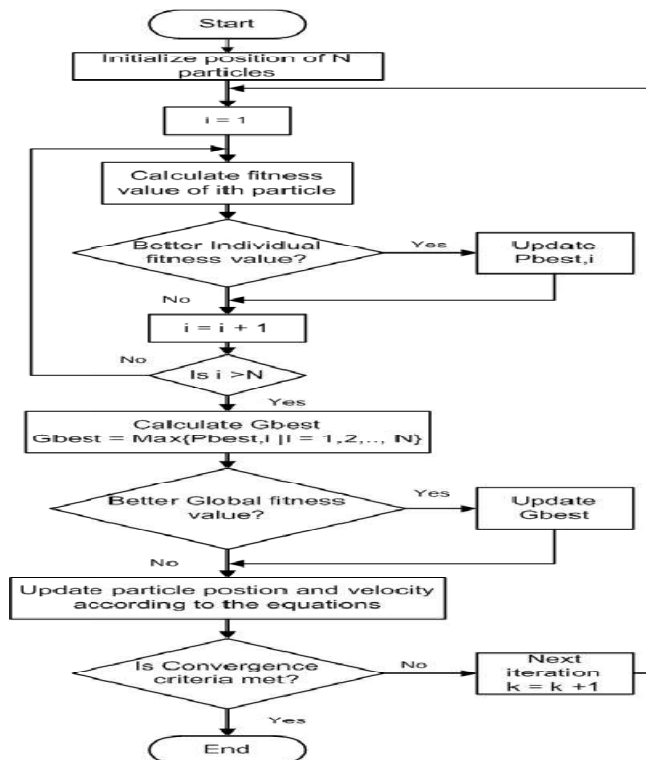 Start
Initialize position of N
particles
i = 1
Calculate fitness
value of ith particle
Better Individual
fitness value?
Yes
Update
Pbest,i
No
i = i + 1
No
Is i >N
Yes
Calculate Gbest
Gbest = Max{Pbest,i |i = 1,2,.., N}
Better Global fitness
value?
Yes
Update
Gbest
No
Update particle postion and velocity
according to the equations
Is Convergence
criteria met?
No
Next
iteration
k = k +1
Yes
End